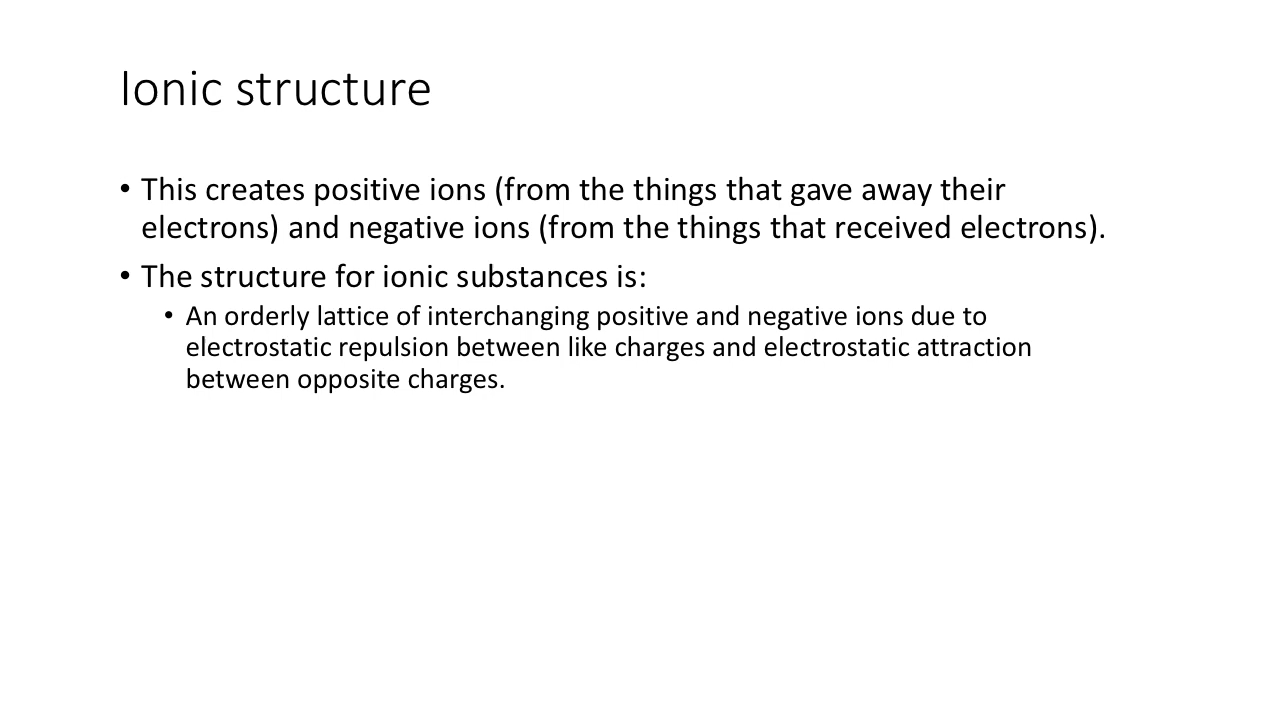 Ionic structure
• This creates positive ions (from the things that gave away their
electrons) and negative ions (from the things that received electrons).
• The structure for ionic substances is:
• An orderly lattice of interchanging positive and negative ions due to
electrostatic repulsion between like charges and electrostatic attraction
between opposite charges.